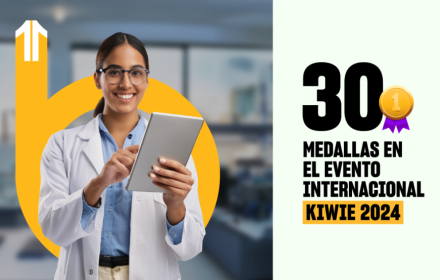 30
1
MEDALLAS EN
EL EVENTO
INTERNACIONAL
KIWIE 2024